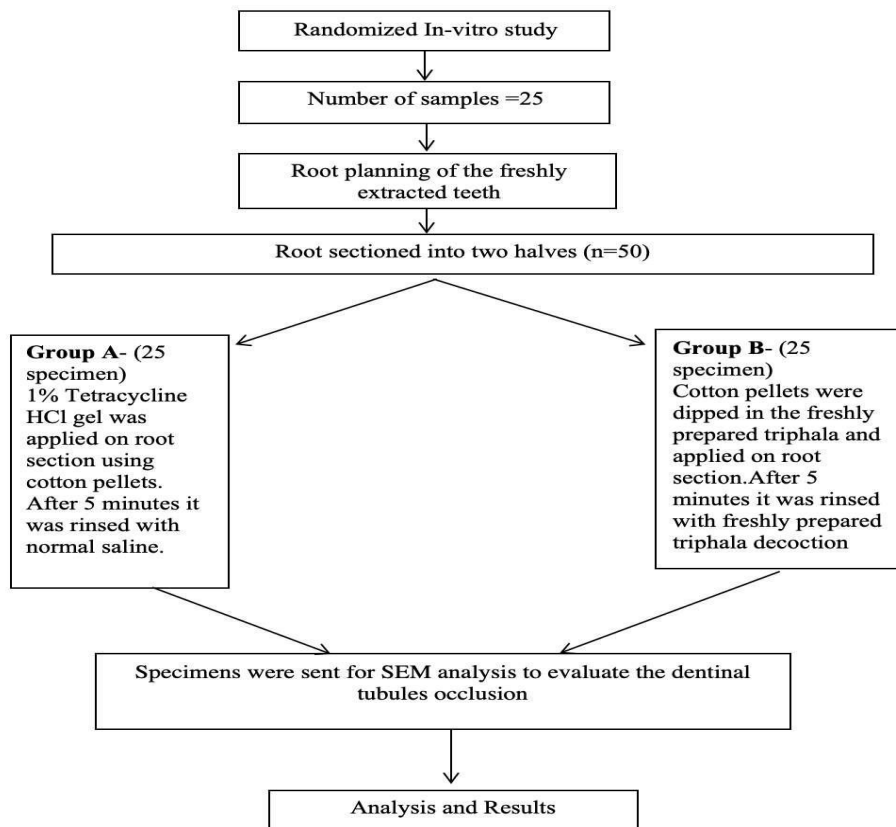 Randomized In-vitro study
Number of samples =25
Root planning of the freshly
extracted teeth
Root sectioned into two halves (n=50)
Group A- (25
specimen)
1% Tetracycline
HCl gel was
applied on root
section using
cotton pellets.
After 5 minutes it
was rinsed with
normal saline.
Group B- (25
specimen)
Cotton pellets were
dipped in the freshly
prepared triphala and
applied on root
section.After 5
minutes it was rinsed
with freshly prepared
triphala decoction
Specimens were sent for SEM analysis to evaluate the dentinal
tubules occlusion
Analysis and Results